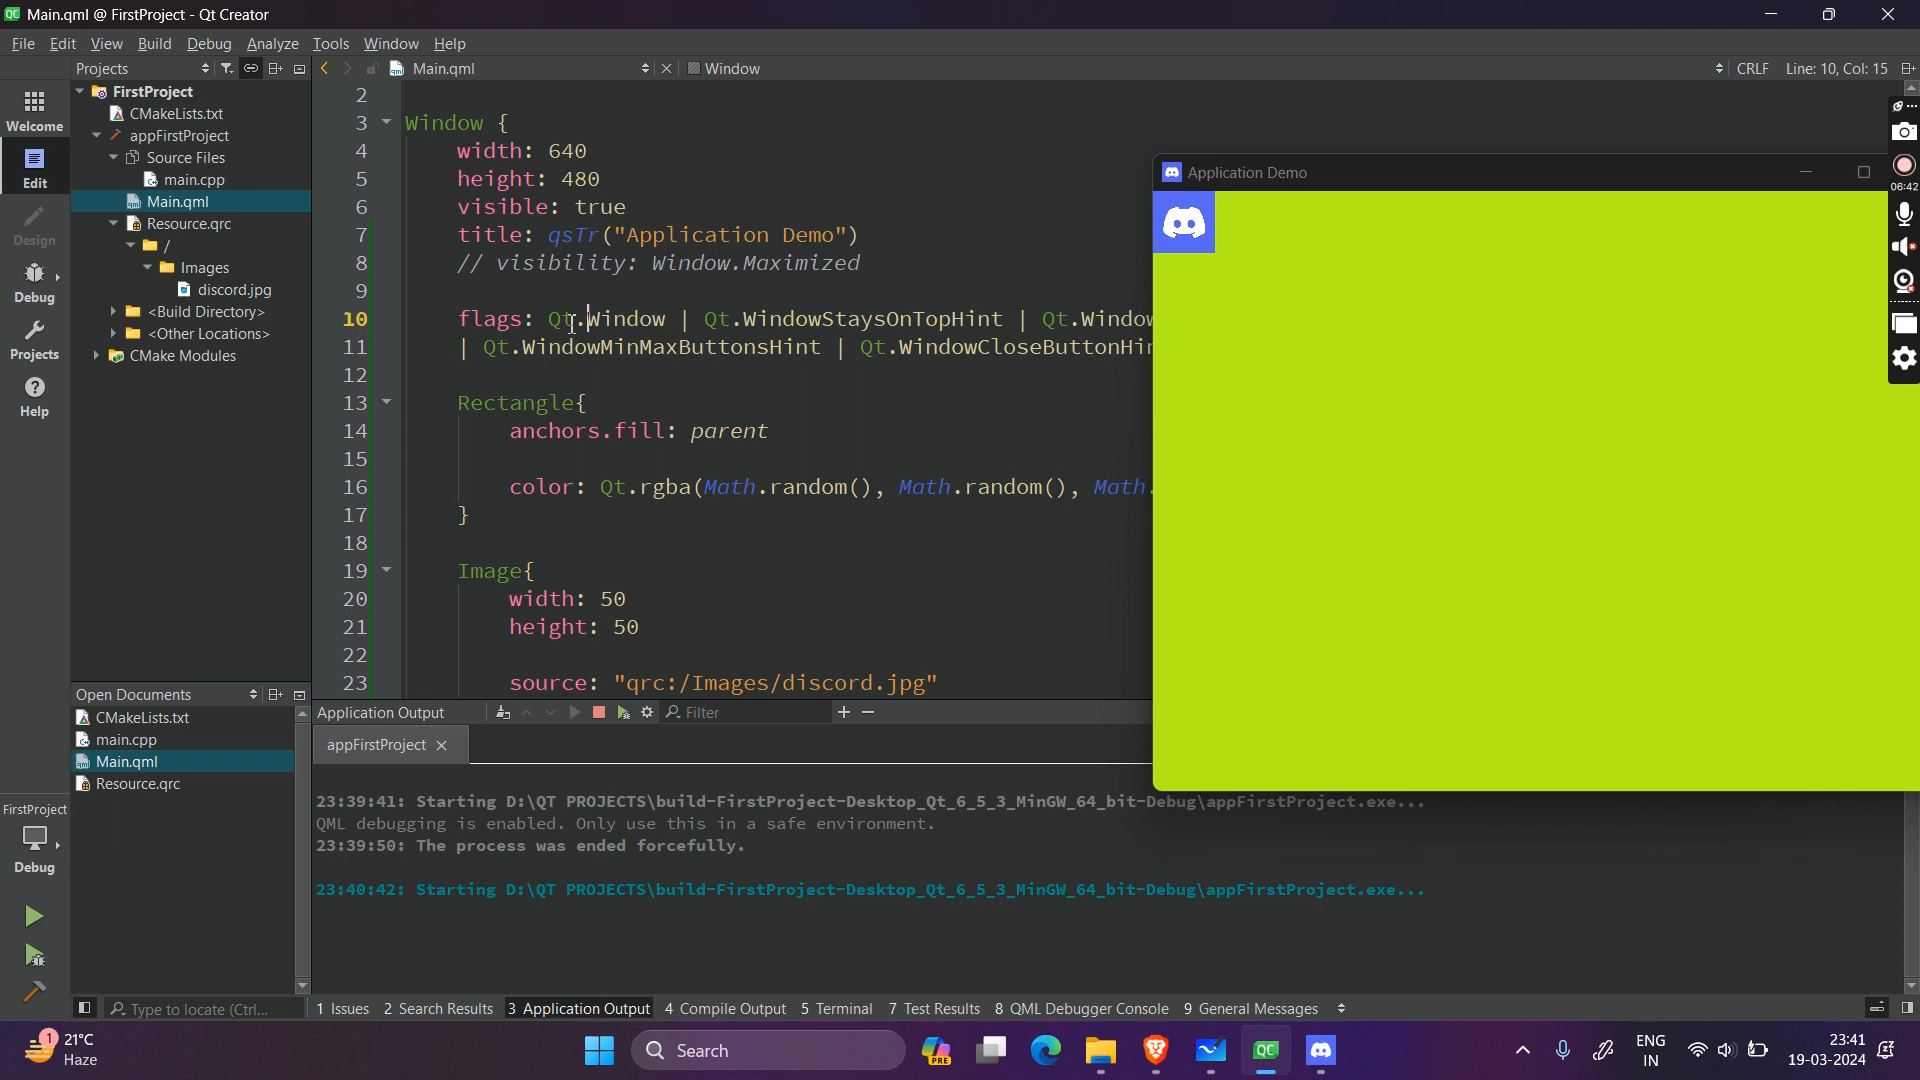 Main.qml @ FirstProject - Qt Creator
File Edit View Build Debug Analyze Tools Window Help
Projects
Main.qml
Window
CRLF
Line: 10, Col: 15
Welcome
Edit
Design
Debug
Projects
Help
FirstProject
CMakeLists.txt
appFirstProject
Source Files
main.cpp
Main.qml
Resource.qrc
/
Images
discord.jpg
<Build Directory>
<Other Locations>
CMake Modules
2
3 Window {
4 width: 640
5 height: 480
6 visible: true
7 title: qsTr("Application Demo")
8 // visibility: Window.Maximized
9
10 flags: Qt.Window | Qt.WindowStaysOnTopHint | Qt.Window
11 | Qt.WindowMinMaxButtonsHint | Qt.WindowCloseButtonHin
12
13 Rectangle{
14 anchors.fill: parent
15
16 color: Qt.rgba(Math.random(), Math.random(), Math.
17 }
18
19 Image{
20 width: 50
21 height: 50
22
23 source: "qrc:/Images/discord.jpg"
Application Demo
06:42
Open Documents
CMakeLists.txt
main.cpp
Main.qml
Resource.qrc
FirstProject
Debug
Application Output
Filter
appFirstProject
23:39:41: Starting D:\QT PROJECTS\build-FirstProject-Desktop_Qt_6_5_3_MinGW_64_bit-Debug\appFirstProject.exe...
QML debugging is enabled. Only use this in a safe environment.
23:39:50: The process was ended forcefully.
23:40:42: Starting D:\QT PROJECTS\build-FirstProject-Desktop_Qt_6_5_3_MinGW_64_bit-Debug\appFirstProject.exe...
Type to locate (Ctrl...
1 Issues 2 Search Results 3 Application Output 4 Compile Output 5 Terminal 7 Test Results 8 QML Debugger Console 9 General Messages
1
21°C
Haze
Search
PRE
QC
ENG
IN
23:41
19-03-2024